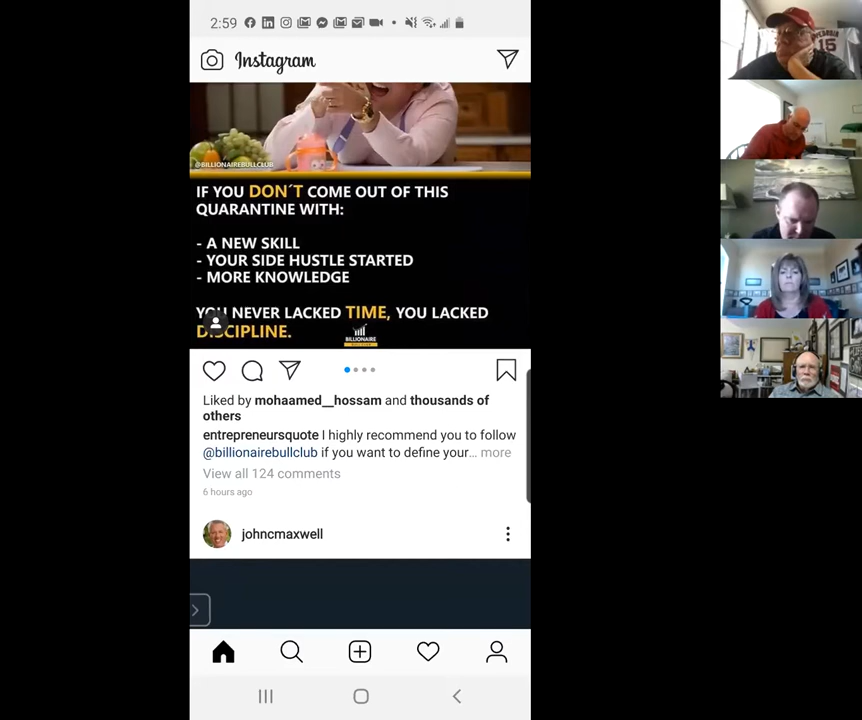 2:59
Instagram
@BILLIONAIREBULLCLUB
IF YOU DON´T COME OUT OF THIS
QUARANTINE WITH:
- A NEW SKILL
- YOUR SIDE HUSTLE STARTED
- MORE KNOWLEDGE
YOU NEVER LACKED TIME, YOU LACKED
DISCIPLINE.
BILLIONAIRE
Liked by mohaamed__hossam and thousands of
others
entrepreneursquote I highly recommend you to follow
@billionairebullclub if you want to define your... more
View all 124 comments
6 hours ago
johncmaxwell
15